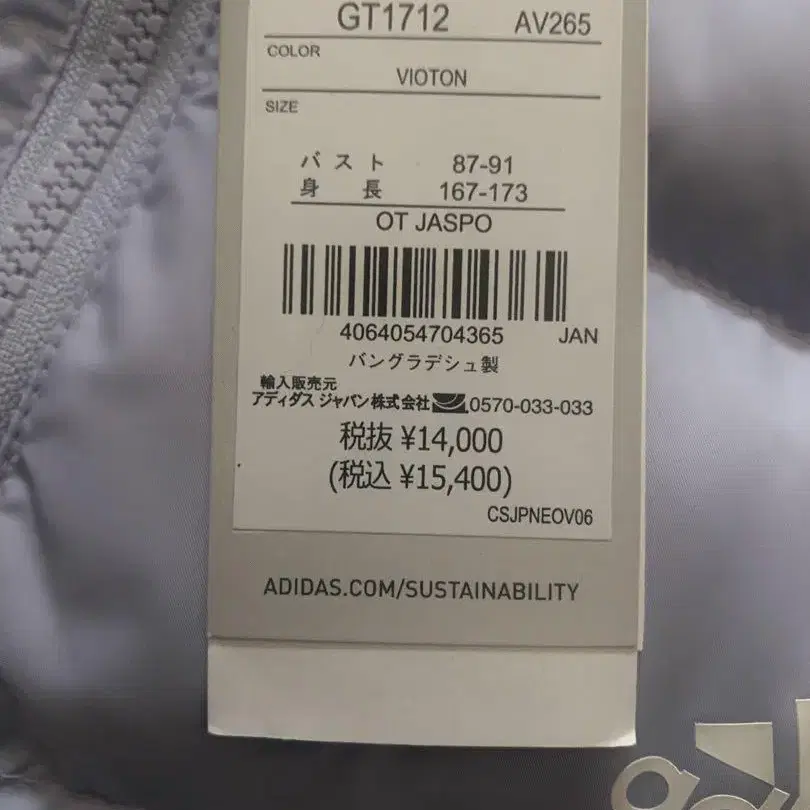 GT1712 AV265
COLOR
VIOTON
SIZE
バスト 87-91
身長 167-173
OT JASPO
4064054704365 JAN
バングラデシュ製
輸入販売元
アディダス ジャパン株式会社 0570-033-033
税抜 ¥14,000
(税込 ¥15,400)
CSJPNEOV06
ADIDAS.COM/SUSTAINABILITY